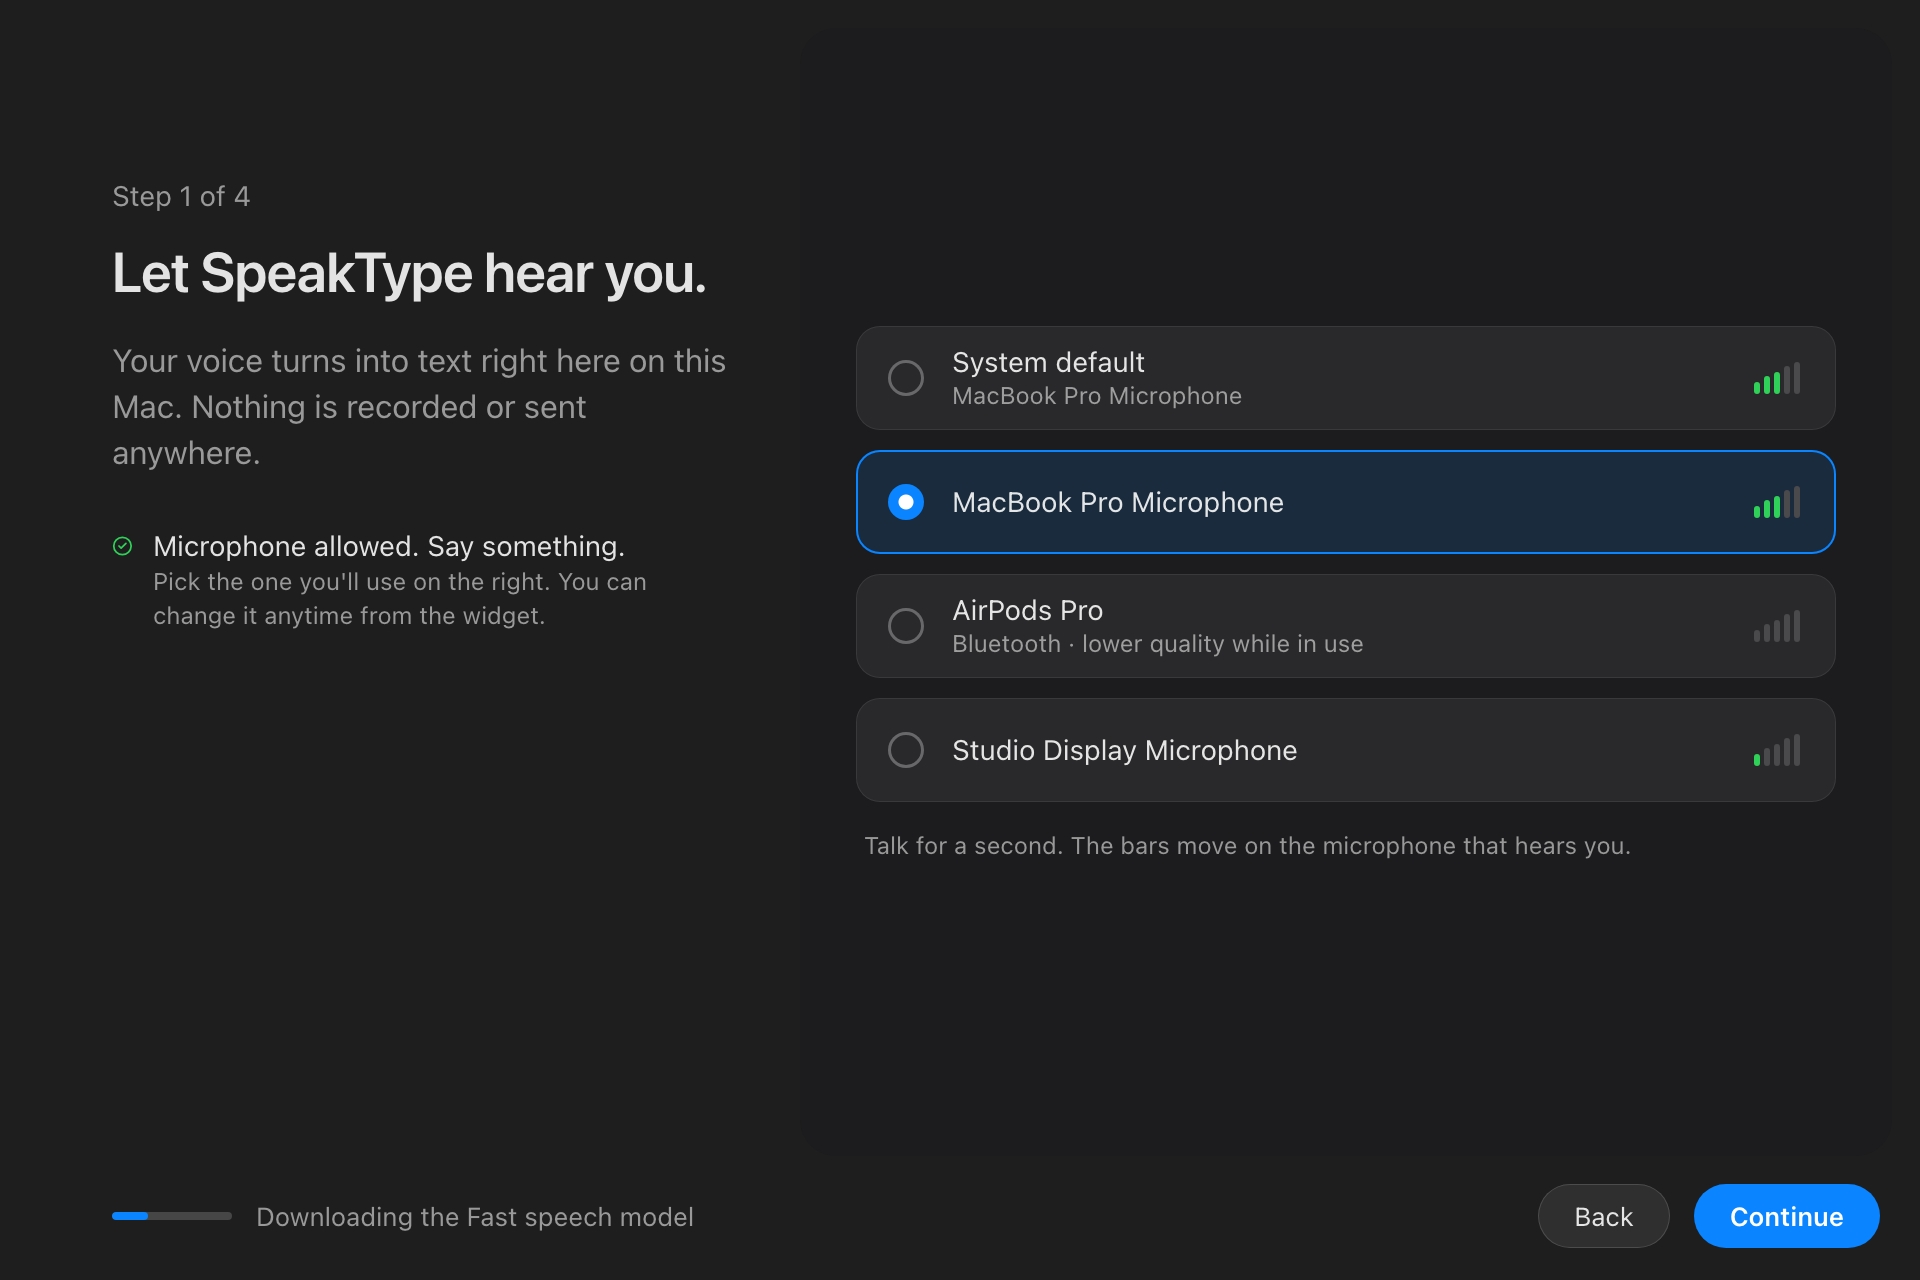 Step 1 of 4
Let SpeakType hear you.
Your voice turns into text right here on this
Mac. Nothing is recorded or sent
anywhere.
Microphone allowed. Say something.
Pick the one you'll use on the right. You can
change it anytime from the widget.
System default
MacBook Pro Microphone
MacBook Pro Microphone
AirPods Pro
Bluetooth · lower quality while in use
Studio Display Microphone
Talk for a second. The bars move on the microphone that hears you.
Downloading the Fast speech model
Back
Continue